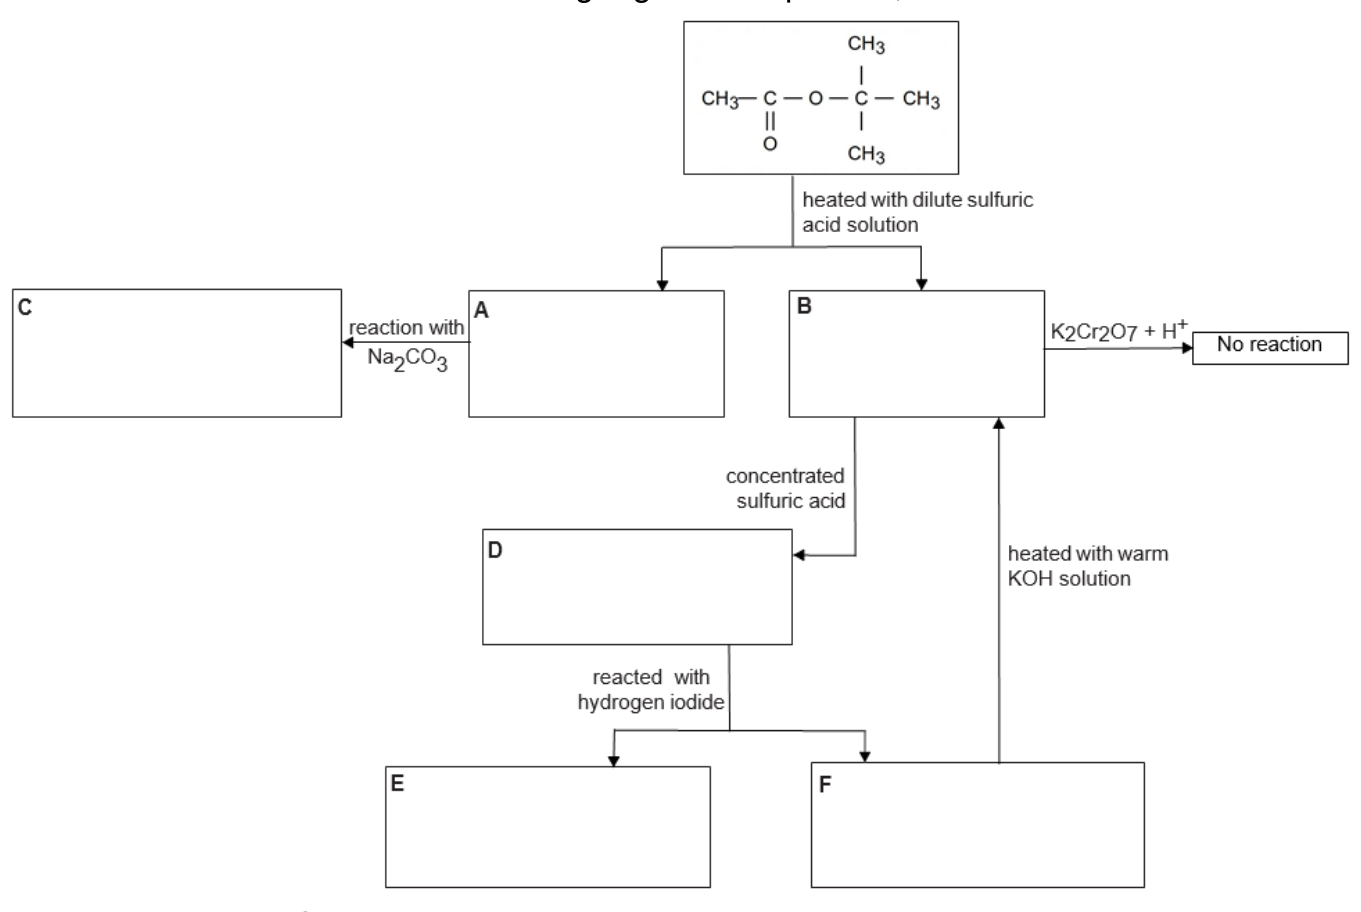 CH3
|
CH3— C — O — C — CH3
||
|
O
CH3
heated with dilute sulfuric
acid solution
C
reaction with
Na2CO3
A
B
K2Cr2O7 + H+
No reaction
concentrated
sulfuric acid
D
heated with warm
KOH solution
reacted with
hydrogen iodide
E
F